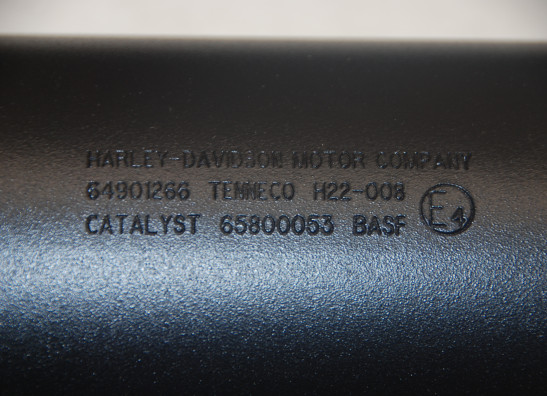 HARLEY-DAVIDSON MOTOR COMPANY
64901266 TENNECO H22-008
CATALYST 65800053 BASF E4